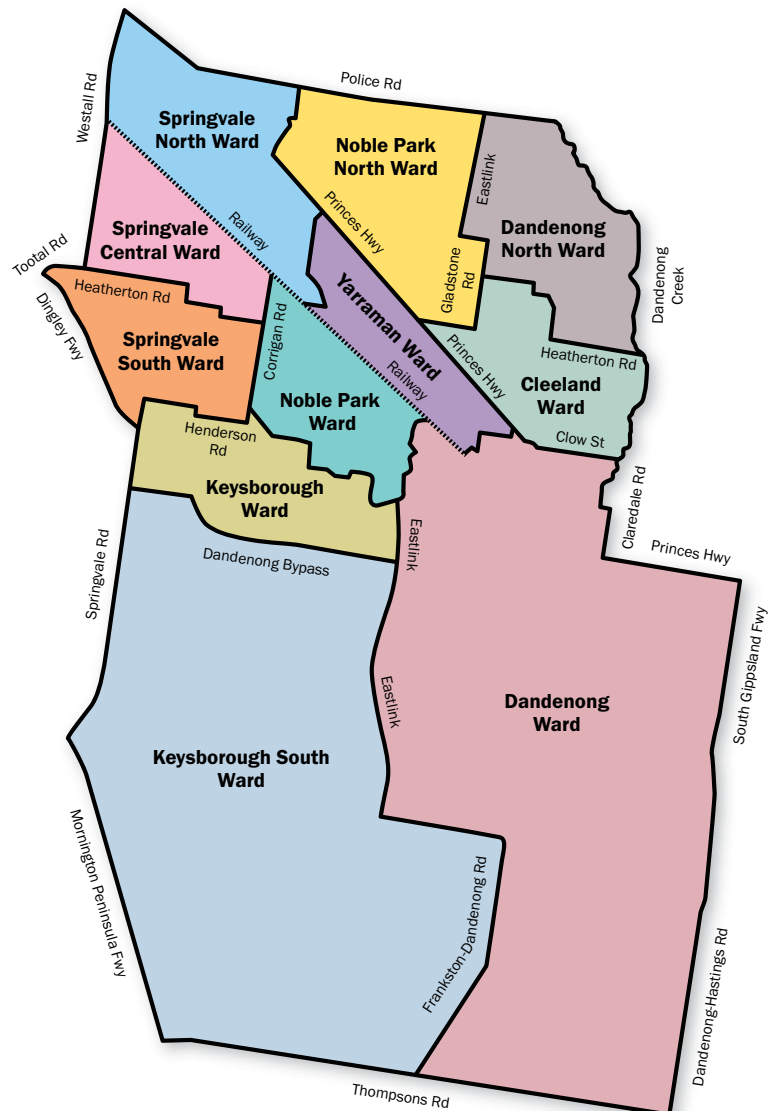 Police Rd
Westall Rd
Springvale
North Ward
Noble Park
North Ward
Eastlink
Princes Hwy
Railway
Dandenong
North Ward
Springvale
Central Ward
Tootal Rd
Gladstone
Rd
Dandenong
Creek
Heatherton Rd
Dingley Fwy
Yarraman Ward
Corrigan Rd
Springvale
South Ward
Princes Hwy
Heatherton Rd
Railway
Cleeland
Ward
Noble Park
Ward
Henderson
Rd
Clow St
Keysborough
Ward
Claredale Rd
Eastlink
Princes Hwy
Dandenong Bypass
Springvale Rd
South Gippsland Fwy
Eastlink
Dandenong
Ward
Keysborough South
Ward
Mornington Peninsula Fwy
Frankston-Dandenong Rd
Dandenong-Hastings Rd
Thompsons Rd